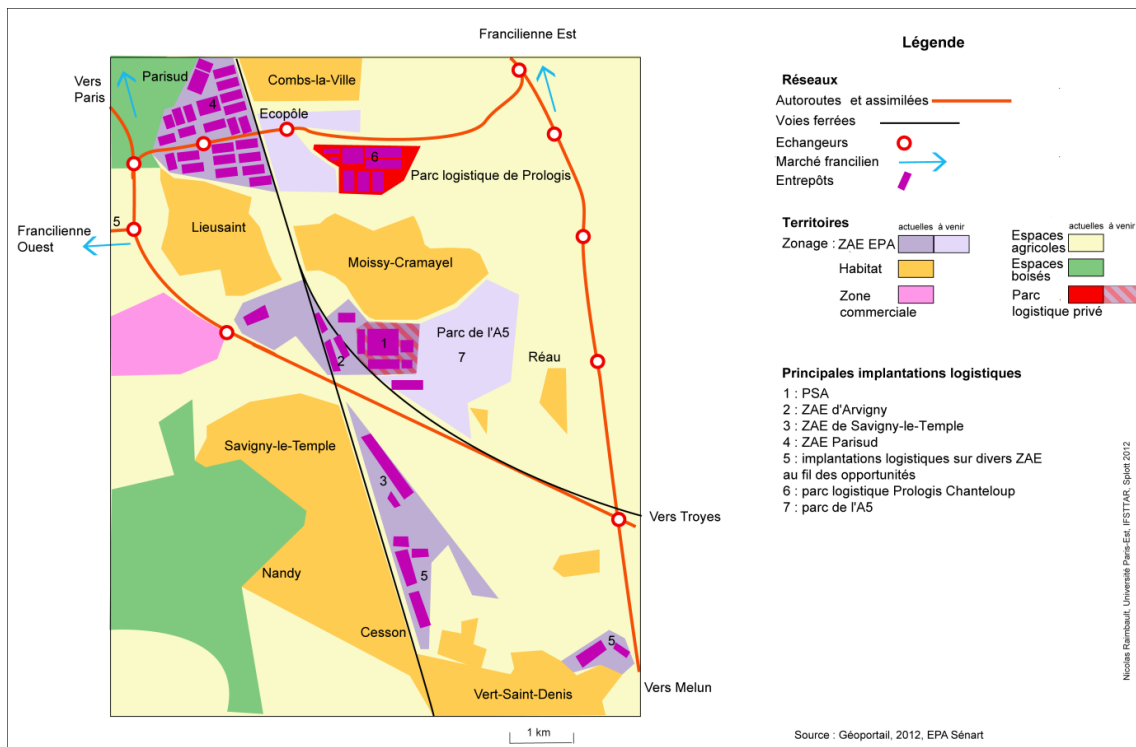 Francilienne Est
Vers
Paris
Parisud
Combs-la-Ville
4
Ecopôle
6
Parc logistique de Prologis
5
Francilienne
Ouest
Lieusaint
Moissy-Cramayel
Parc de l'A5
1
2
7
Réau
Savigny-le-Temple
3
Vers Troyes
Nandy
5
Cesson
5
Vert-Saint-Denis
Vers Melun
1 km
Légende
Réseaux
Autoroutes et assimilées
Voies ferrées
Echangeurs
Marché francilien
Entrepôts
Territoires
actuelles à venir
Zonage : ZAE EPA
Habitat
Zone
commerciale
actuelles à venir
Espaces
agricoles
Espaces
boisés
Parc
logistique privé
Principales implantations logistiques
1 : PSA
2 : ZAE d'Arvigny
3 : ZAE de Savigny-le-Temple
4 : ZAE Parisud
5 : implantations logistiques sur divers ZAE
au fil des opportunités
6 : parc logistique Prologis Chanteloup
7 : parc de l'A5
Source : Géoportail, 2012, EPA Sénart
Nicolas Raimbault, Université Paris-Est, IFSTTAR, Splott 2012